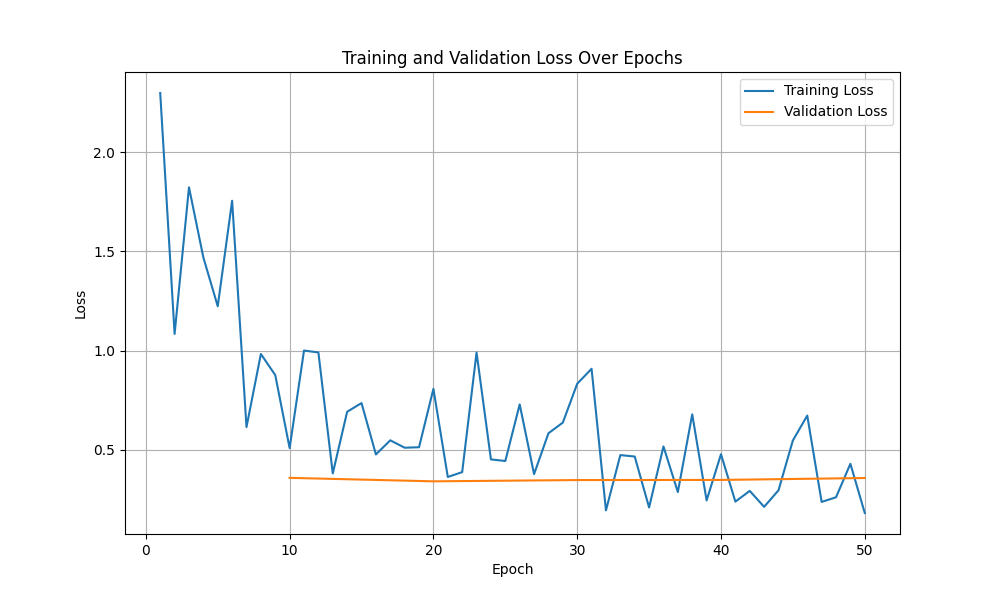 Training and Validation Loss Over Epochs
Training Loss
Validation Loss
2.0
1.5
1.0
0.5
Loss
0 10 20 30 40 50
Epoch